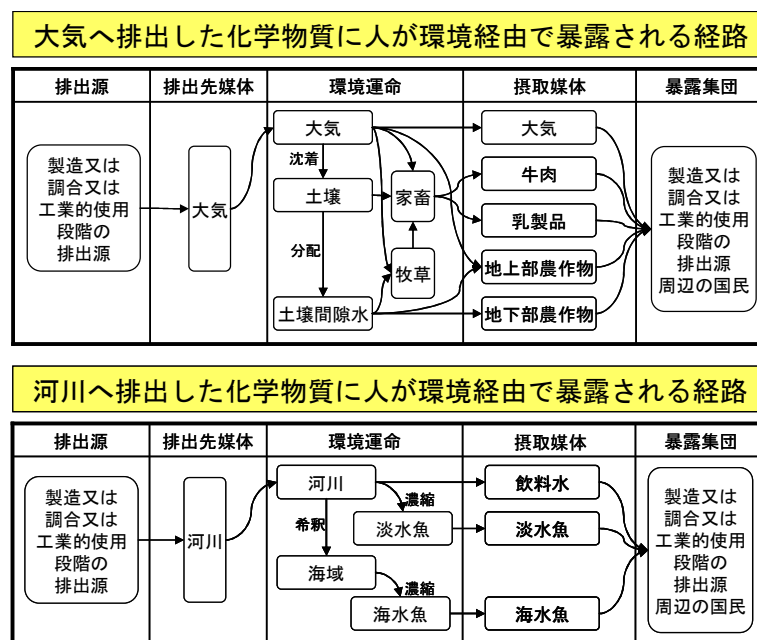 大気へ排出した化学物質に人が環境経由で暴露される経路
排出源
排出先媒体
環境運命
摂取媒体
暴露集団
製造又は
調合又は
工業的使用
段階の
排出源
大気
大気
沈着
土壌
分配
土壌間隙水
家畜
牧草
大気
牛肉
乳製品
地上部農作物
地下部農作物
製造又は
調合又は
工業的使用
段階の
排出源
周辺の国民
河川へ排出した化学物質に人が環境経由で暴露される経路
排出源
排出先媒体
環境運命
摂取媒体
暴露集団
製造又は
調合又は
工業的使用
段階の
排出源
河川
河川
濃縮
希釈
淡水魚
海域
濃縮
海水魚
飲料水
淡水魚
海水魚
製造又は
調合又は
工業的使用
段階の
排出源
周辺の国民